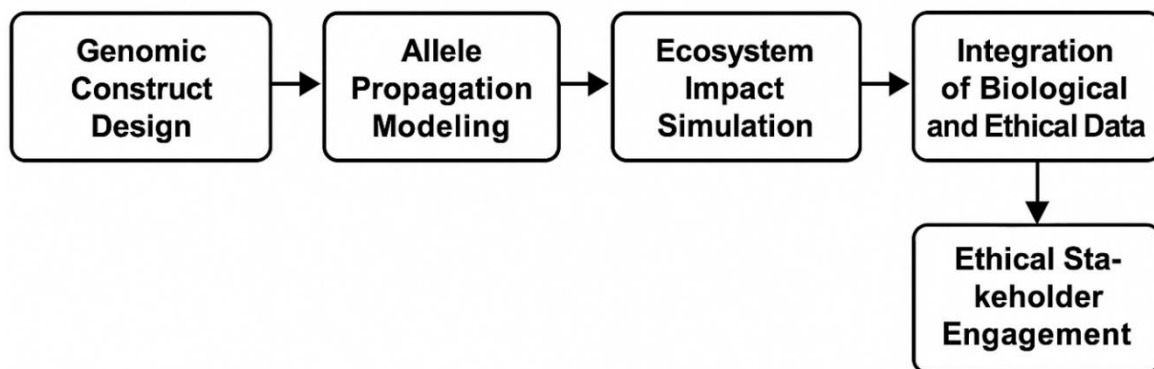 Genomic
Construct
Design
Allele
Propagation
Modeling
Ecosystem
Impact
Simulation
Integration
of Biological
and Ethical Data
Ethical Sta-
keholder
Engagement